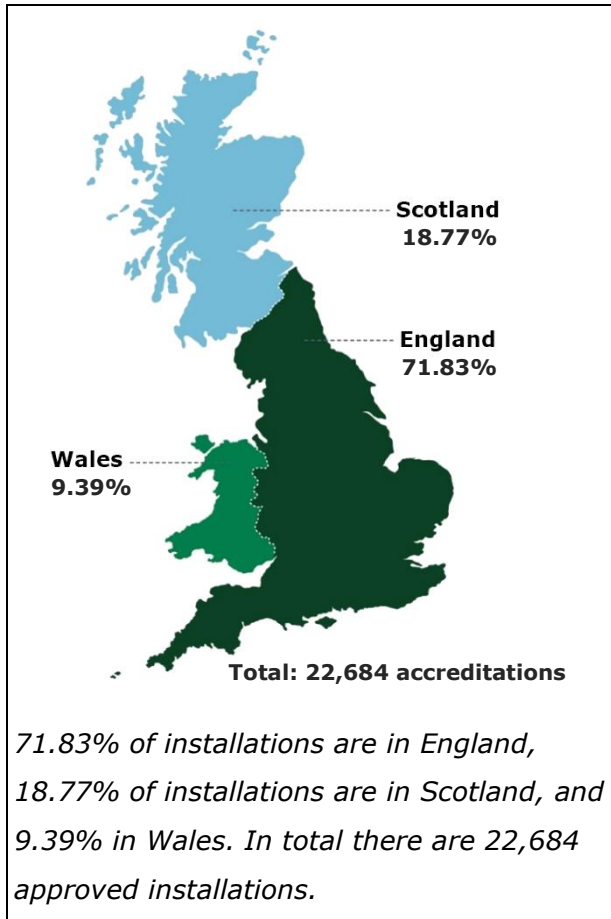 Scotland
18.77%
England
71.83%
Wales
9.39%
Total: 22,684 accreditations
71.83% of installations are in England,
18.77% of installations are in Scotland, and
9.39% in Wales. In total there are 22,684
approved installations.